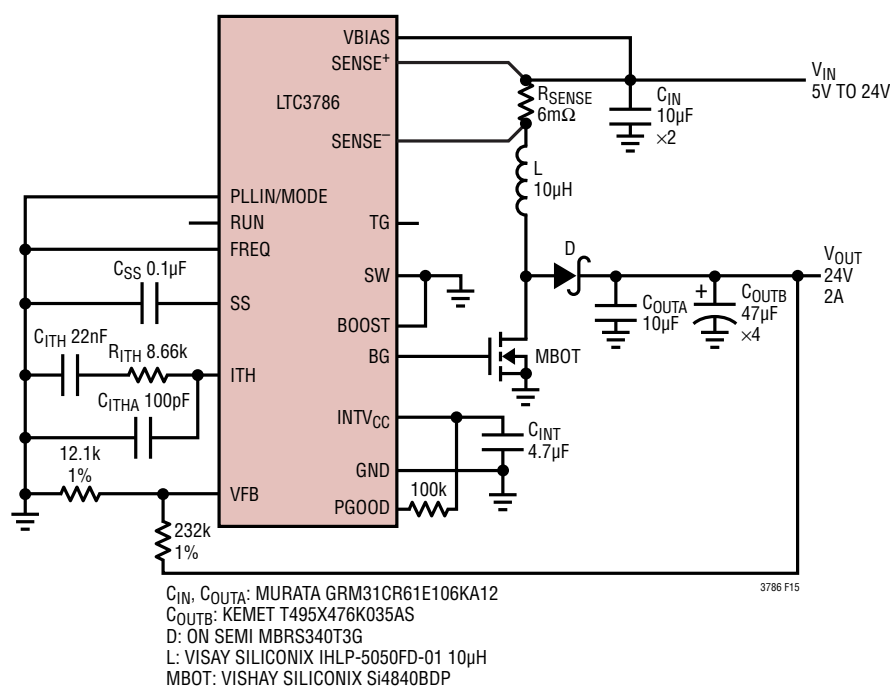 VBIAS
SENSE+
LTC3786
SENSE−
PLLIN/MODE
RUN
FREQ
SS
ITH
VFB
TG
SW
BOOST
BG
INTVCC
GND
PGOOD
RSENSE
6mΩ
CIN
10µF
×2
VIN
5V TO 24V
L
10µH
D
VOUT
24V
2A
COUTA
10µF
+
COUTB
47µF
×4
MBOT
CINT
4.7µF
100k
CSS 0.1µF
CITH 22nF
RITH 8.66k
CITHA 100pF
12.1k
1%
232k
1%
3786 F15
CIN, COUTA: MURATA GRM31CR61E106KA12
COUTB: KEMET T495X476K035AS
D: ON SEMI MBRS340T3G
L: VISAY SILICONIX IHLP-5050FD-01 10µH
MBOT: VISHAY SILICONIX Si4840BDP